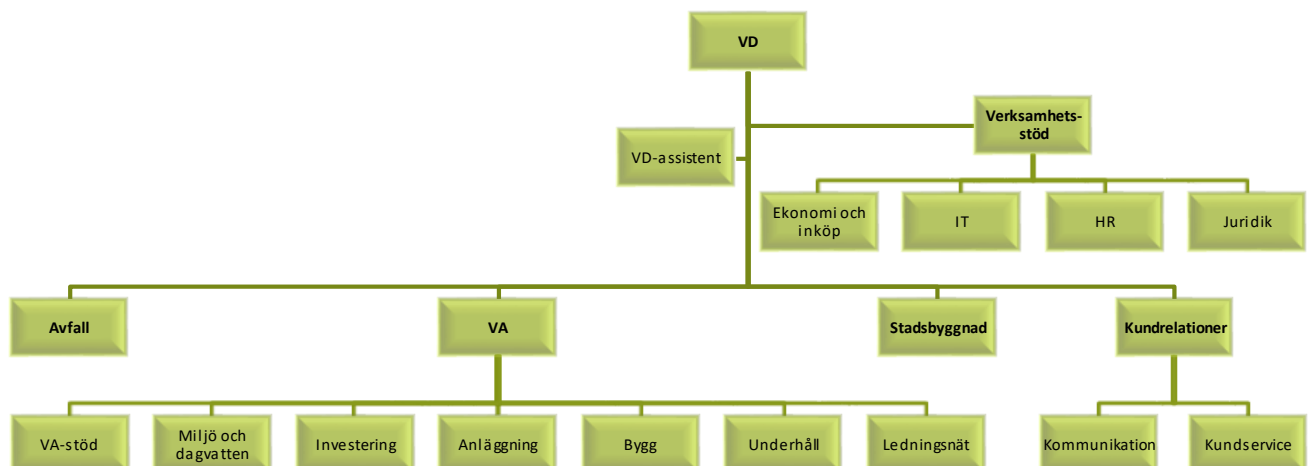 VD
Verksamhets-
stöd
VD-assistent
Ekonomi och
inköp
IT
HR
Juridik
Avfall
VA
Stadsbyggnad
Kundrelationer
VA-stöd
Miljö och
dagvatten
Investering
Anläggning
Bygg
Underhåll
Ledningsnät
Kommunikation
Kundservice